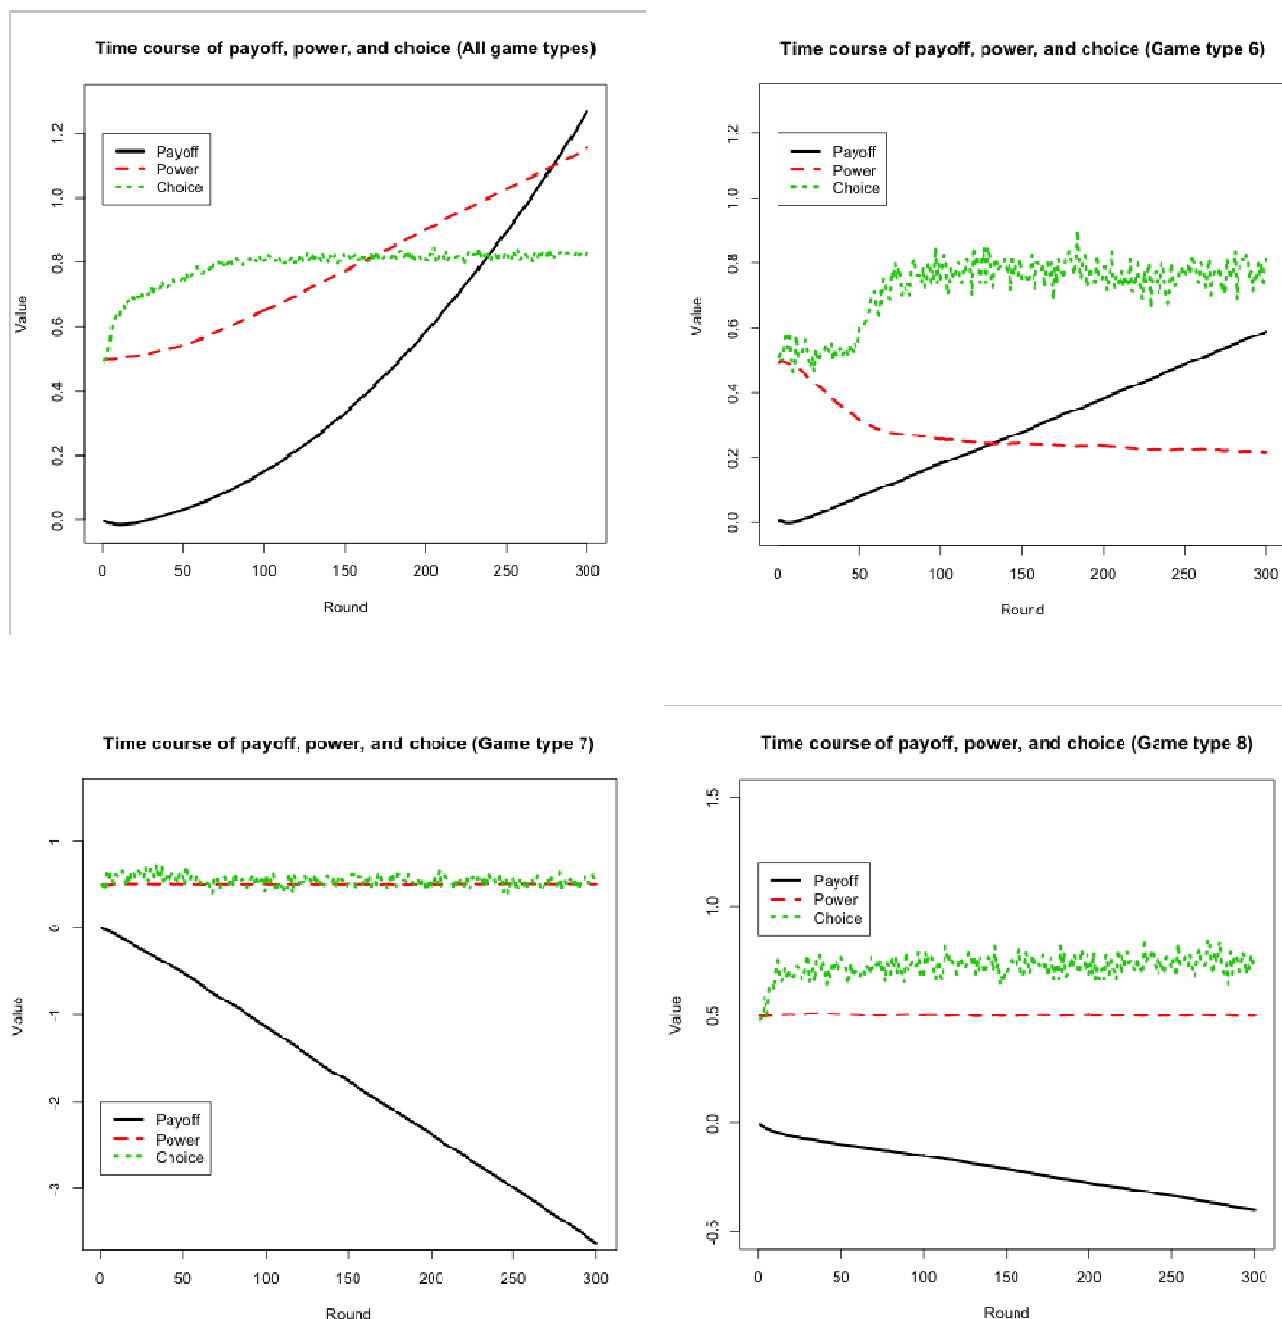 Time course of payoff, power, and choice (All game types)
Payoff
Power
Choice
Value
0.0
0.2
0.4
0.6
0.8
1.0
1.2
0 50 100 150 200 250 300
Round
Time course of payoff, power, and choice (Game type 6)
Payoff
Power
Choice
Value
0.0
0.2
0.4
0.6
0.8
1.0
1.2
0 50 100 150 200 250 300
Round
Time course of payoff, power, and choice (Game type 7)
Value
-3
-2
-1
0
1
Payoff
Power
Choice
0 50 100 150 200 250 300
Round
Time course of payoff, power, and choice (Game type 8)
Payoff
Power
Choice
Value
-0.5
0.0
0.5
1.0
1.5
0 50 100 150 200 250 300
Round